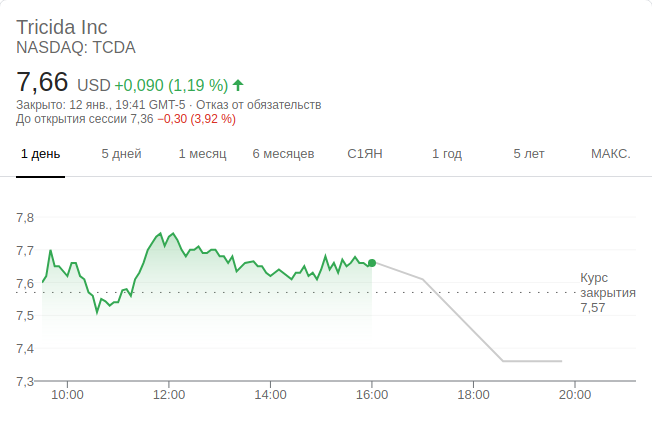 Tricida Inc
NASDAQ: TCDA
7,66 USD +0,090 (1,19 %)
Закрыто: 12 янв., 19:41 GMT-5 · Отказ от обязательств
До открытия сессии 7,36 −0,30 (3,92 %)
1 день 5 дней 1 месяц 6 месяцев С1ЯН 1 год 5 лет МАКС.
7,8
7,7
7,6
7,5
7,4
7,3
Курс
закрытия
7,57
10:00 12:00 14:00 16:00 18:00 20:00